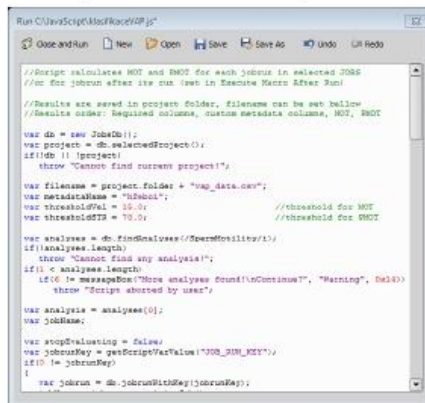 Run C:\JavaScript\klasifikaceVAP.js*
Close and Run New Open Save Save As Undo Redo
//Script calculates MOT and PMOT for each jobrun in selected JOBS
//or for jobrun after its run (set in Execute Macro After Run)
//Results are saved in project folder, filename can be set bellow
//Results order: Required columns, custom metadata columns, MOT, PMOT
var db = new JobsDb();
var project = db.selectedProject();
if(!db || !project)
throw "Cannot find current project!";
var filename = project.folder + "vap_data.csv";
var metadataName =
var thresholdVel = 15.0; //threshold for MOT
var thresholdSTR = 70.0; //threshold for PMOT
var analyses = db.findAnalyses(/SpermMotility/i);
if(!analyses.length)
throw "Cannot find any analysis!";
if(1 < analyses.length)
if(6 != messageBox("More analyses found!\nContinue?", "Warning", 0x14))
throw "Script aborted by user";
var analysis = analyses[0];
var jobName;
var stopEvaluating = false;
var jobrunKey = getScriptVarValue("JOB_RUN_KEY");
if(0 != jobrunKey)
{
var jobrun = db.jobrunWithKey(jobrunKey);